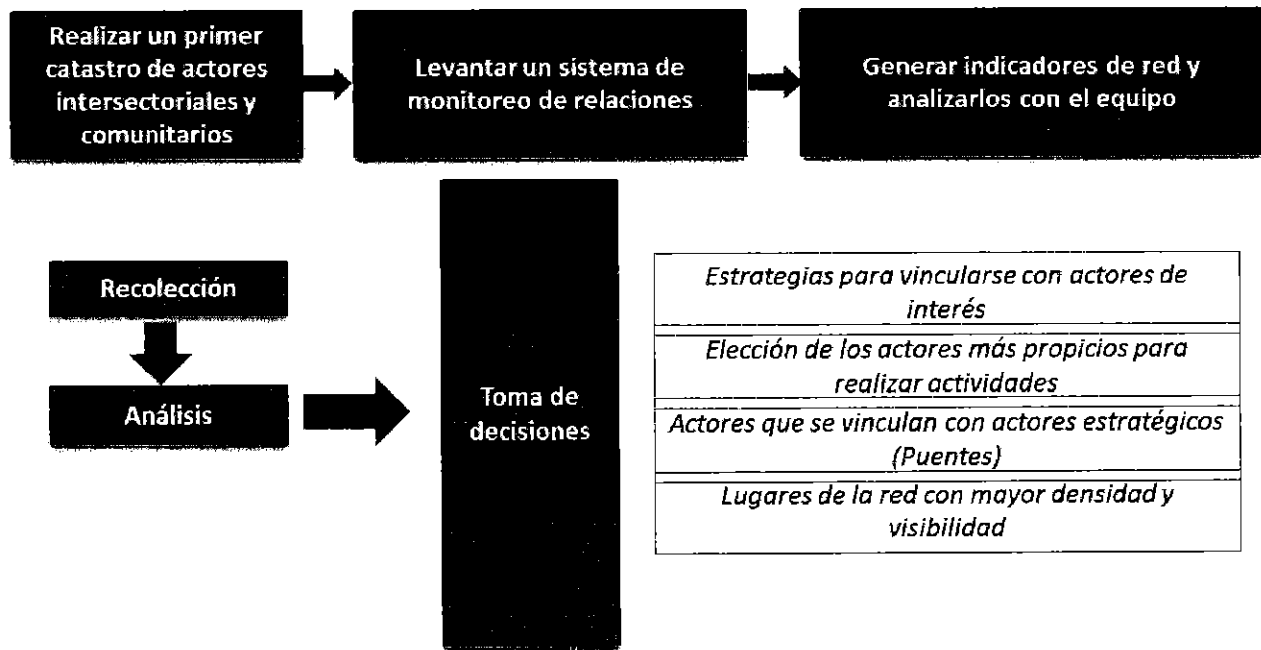 Realizar un primer
catastro de actores
intersectoriales y
comunitarios
Levantar un sistema de
monitoreo de relaciones
Generar indicadores de red y
analizarlos con el equipo
Recolección
Análisis
Toma de
decisiones
Estrategias para vincularse con actores de
interés
Elección de los actores más propicios para
realizar actividades
Actores que se vinculan con actores estratégicos
(Puentes)
Lugares de la red con mayor densidad y
visibilidad